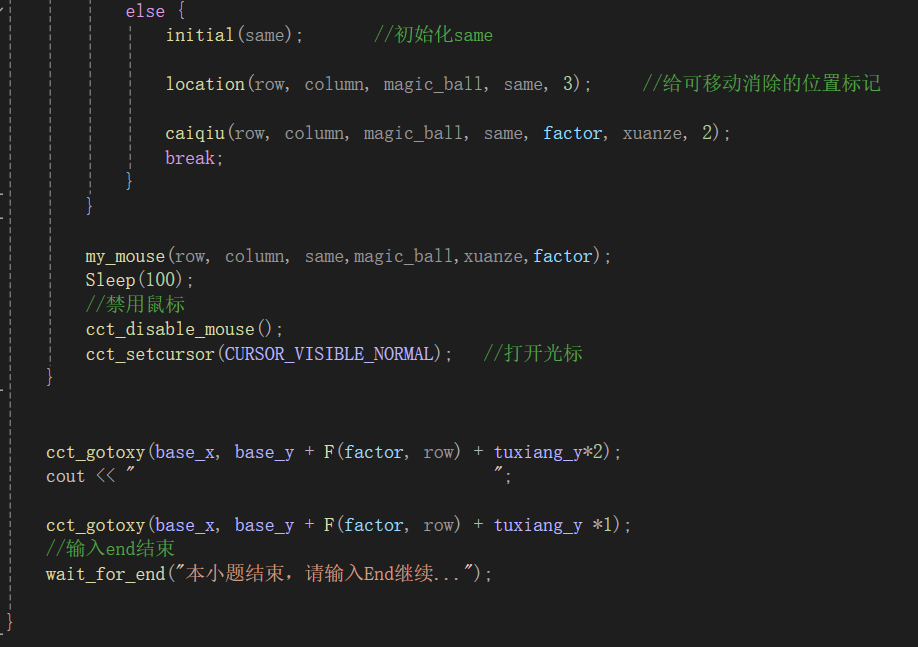 else {
initial(same);       //初始化same
location(row, column, magic_ball, same, 3);     //给可移动消除的位置标记
caiqiu(row, column, magic_ball, same, factor, xuanze, 2);
break;
}
}
my_mouse(row, column, same,magic_ball,xuanze,factor);
Sleep(100);
//禁用鼠标
cct_disable_mouse();
cct_setcursor(CURSOR_VISIBLE_NORMAL);   //打开光标
}
cct_gotoxy(base_x, base_y + F(factor, row) + tuxiang_y*2);
cout << "                                    ";
cct_gotoxy(base_x, base_y + F(factor, row) + tuxiang_y *1);
//输入end结束
wait_for_end("本小题结束，请输入End继续...");
}